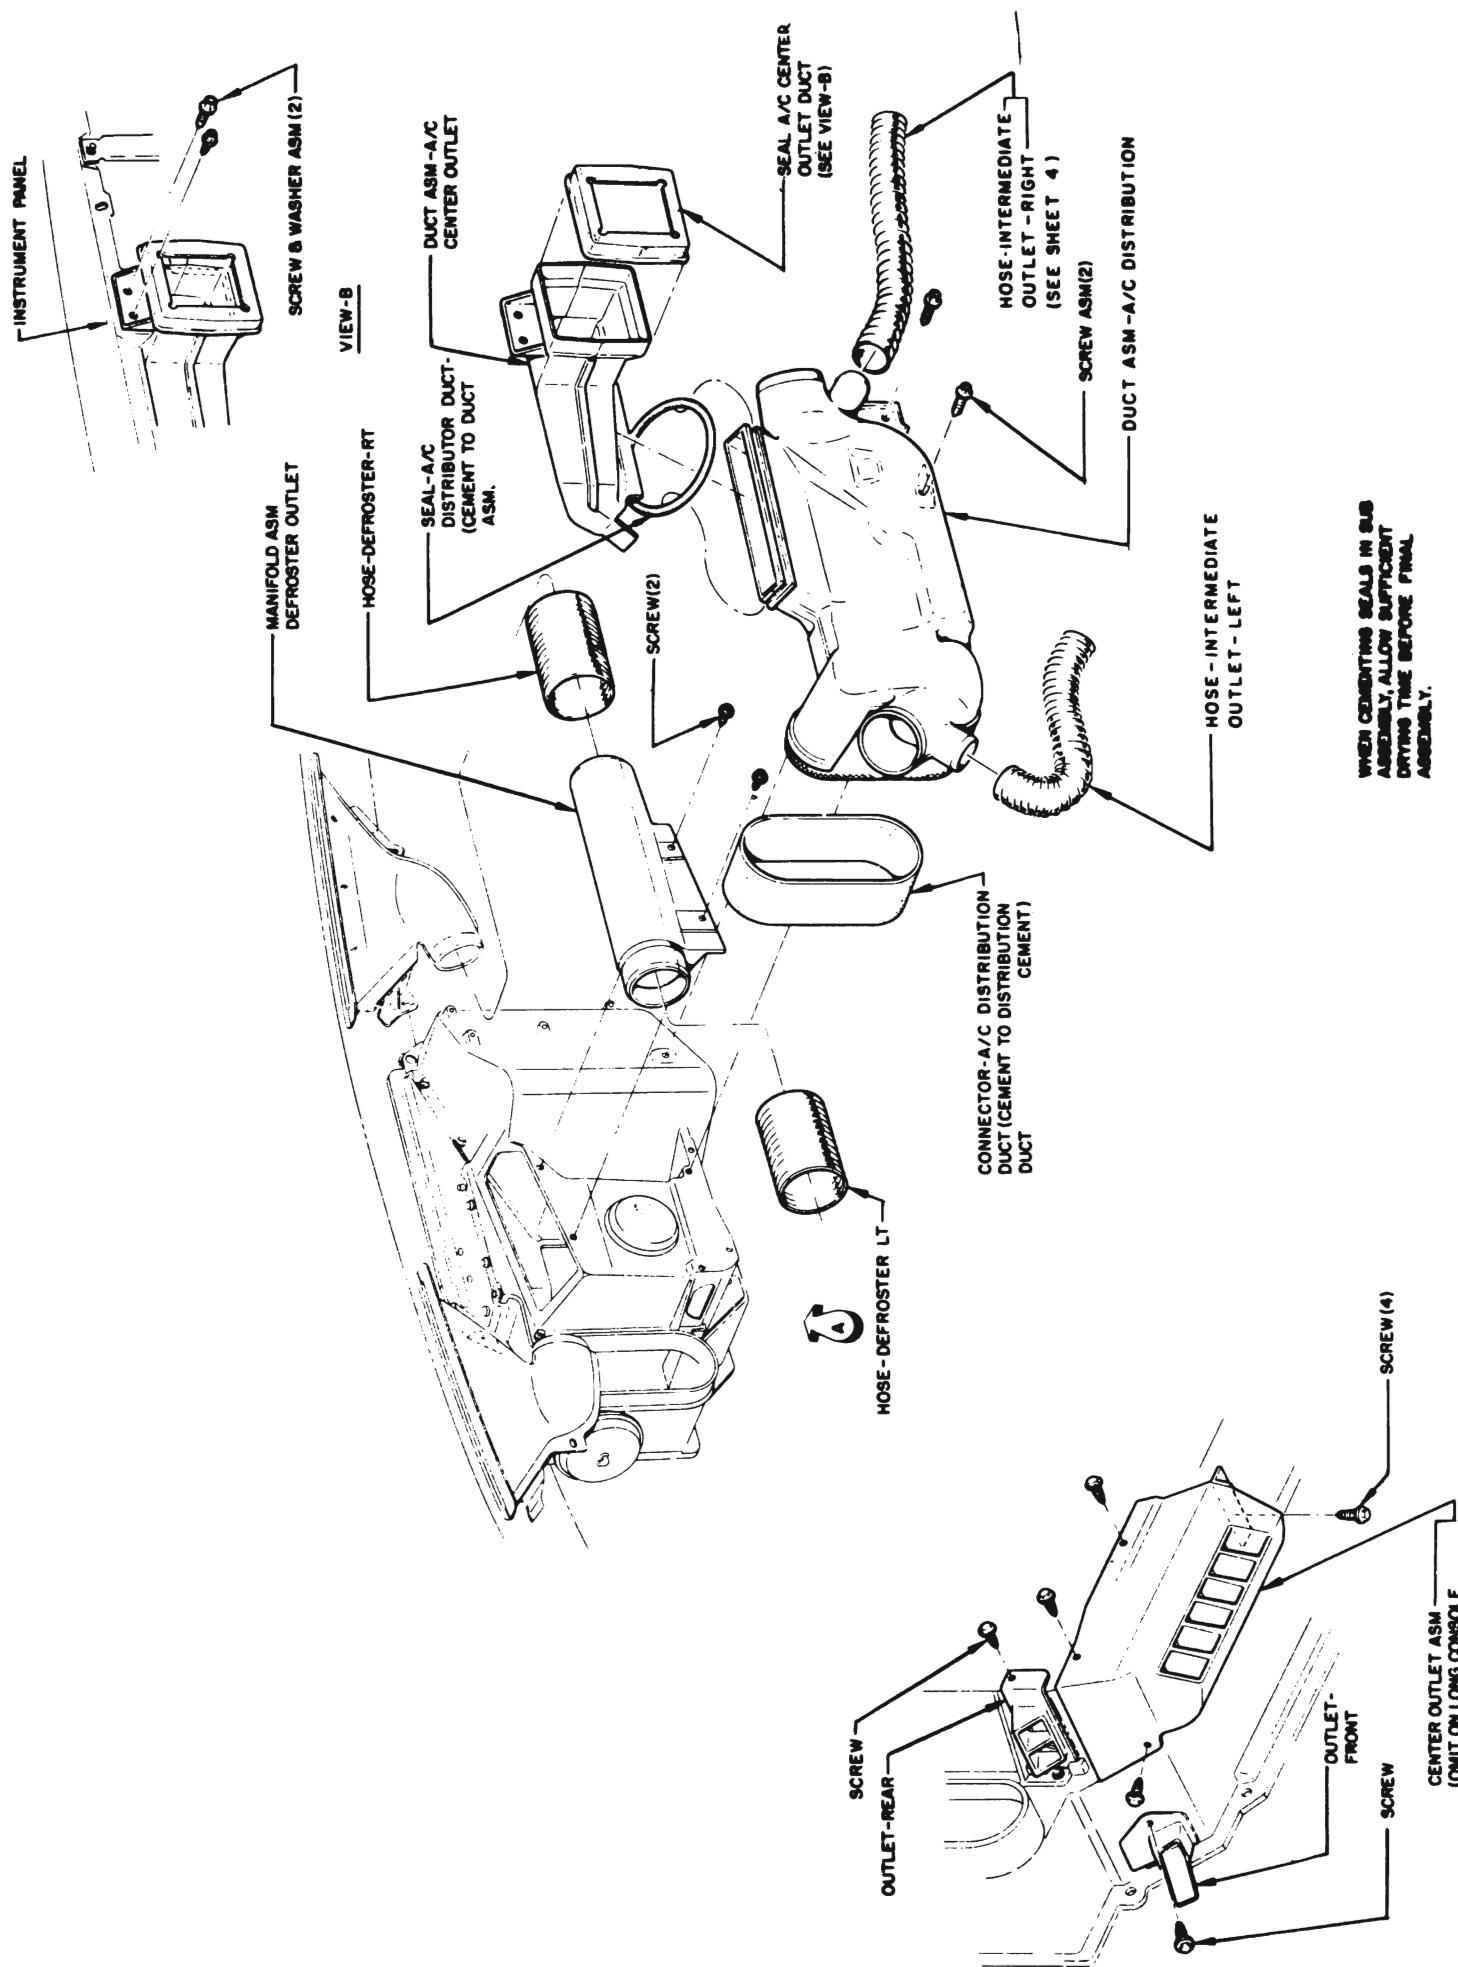 INSTRUMENT PANEL
SCREW & WASHER ASM (2)
VIEW-B
MANIFOLD ASM
DEFROSTER OUTLET
HOSE-DEFROSTER-RT
DUCT ASM-A/C
CENTER OUTLET
SEAL-A/C
DISTRIBUTOR DUCT-
(CEMENT TO DUCT
ASM.
SEAL A/C CENTER
OUTLET DUCT
(SEE VIEW-B)
SCREW(2)
HOSE-INTERMEDIATE
OUTLET-RIGHT
(SEE SHEET 4)
SCREW ASM(2)
DUCT ASM-A/C DISTRIBUTION
HOSE-INTERMEDIATE
OUTLET-LEFT
WHEN CEMENTING SEALS IN SUB
ASSEMBLY, ALLOW SUFFICIENT
DRYING TIME BEFORE FINAL
ASSEMBLY.
CONNECTOR-A/C DISTRIBUTION
DUCT (CEMENT TO DISTRIBUTION
DUCT CEMENT)
A
HOSE-DEFROSTER LT
SCREW
OUTLET-REAR
SCREW(4)
OUTLET-
FRONT
SCREW
CENTER OUTLET ASM
(OMIT ON LONG CONSOLE